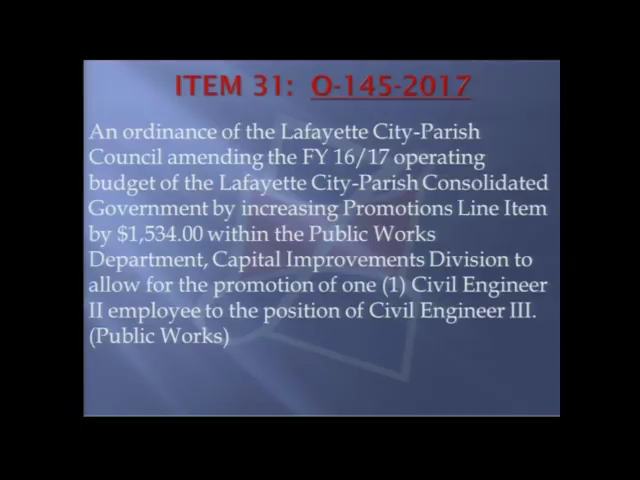 ITEM 31: O-145-2017
An ordinance of the Lafayette City-Parish
Council amending the FY 16/17 operating
budget of the Lafayette City-Parish Consolidated
Government by increasing Promotions Line Item
by $1,534.00 within the Public Works
Department, Capital Improvements Division to
allow for the promotion of one (1) Civil Engineer
II employee to the position of Civil Engineer III.
(Public Works)